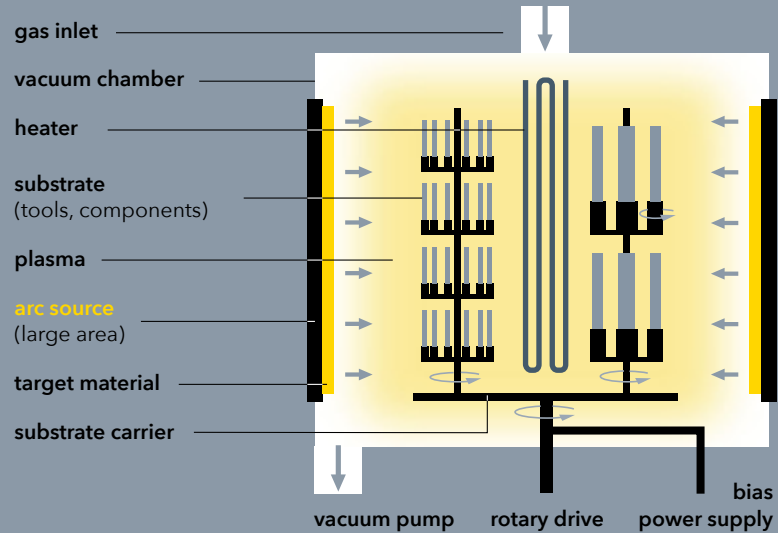 gas inlet
vacuum chamber
heater
substrate
(tools, components)
plasma
arc source
(large area)
target material
substrate carrier
vacuum pump
rotary drive
bias
power supply